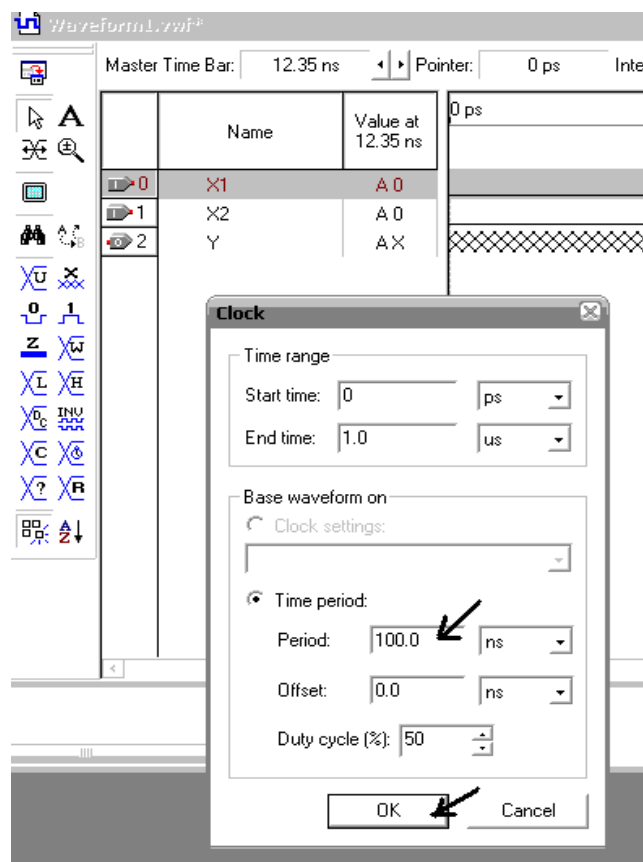 Waveform1.vwf*
Master Time Bar: 12.35 ns Pointer: 0 ps Inte
Name Value at 12.35 ns 0 ps
0 X1 A 0
1 X2 A 0
2 Y A X
Clock
Time range
Start time: 0 ps
End time: 1.0 us
Base waveform on
Clock settings:
Time period:
Period: 100.0 ns
Offset: 0.0 ns
Duty cycle (%): 50
OK Cancel